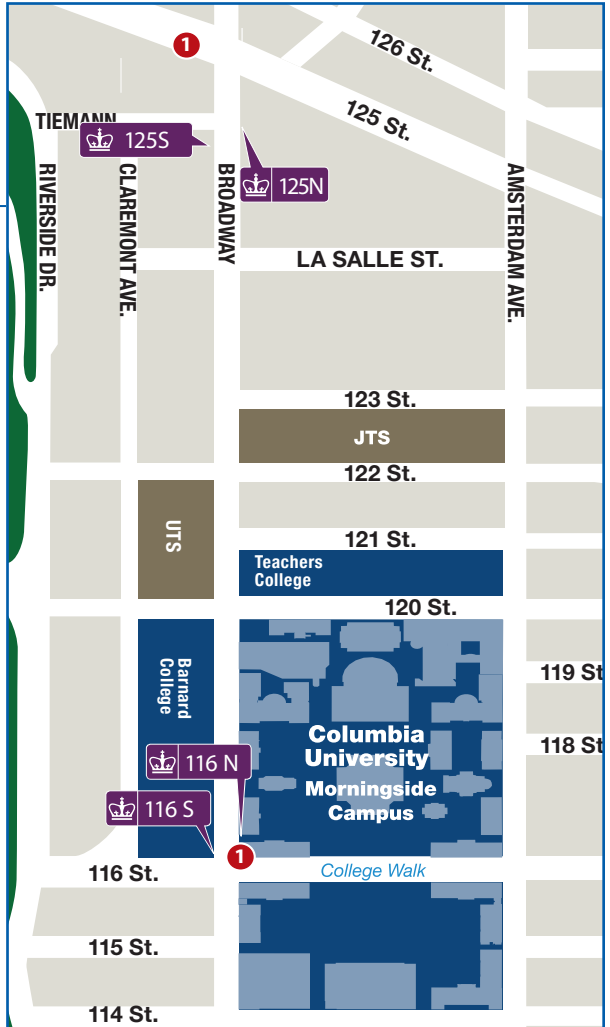 1
126 St.
125 St.
TIEMANN
125S
125N
RIVERSIDE DR.
CLAREMONT AVE.
BROADWAY
AMSTERDAM AVE.
LA SALLE ST.
123 St.
JTS
122 St.
UTS
121 St.
Teachers
College
120 St.
Barnard
College
119 St
118 St
Columbia
University
Morningside
Campus
116 N
116 S
1
116 St.
College Walk
115 St.
114 St.